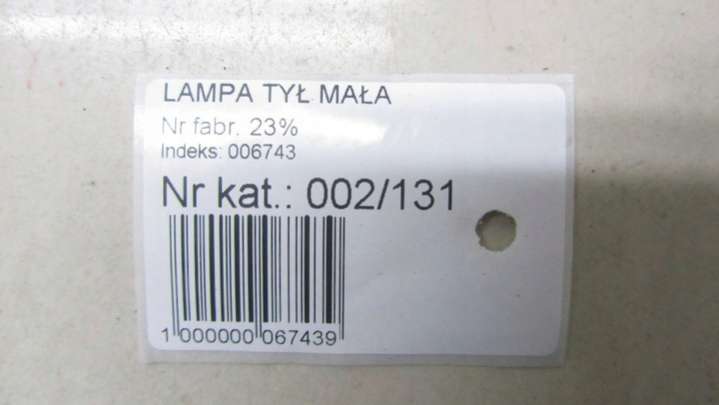 LAMPA TYŁ MAŁA
Nr fabr. 23%
Indeks: 006743
Nr kat.: 002/131
1 000000 067439